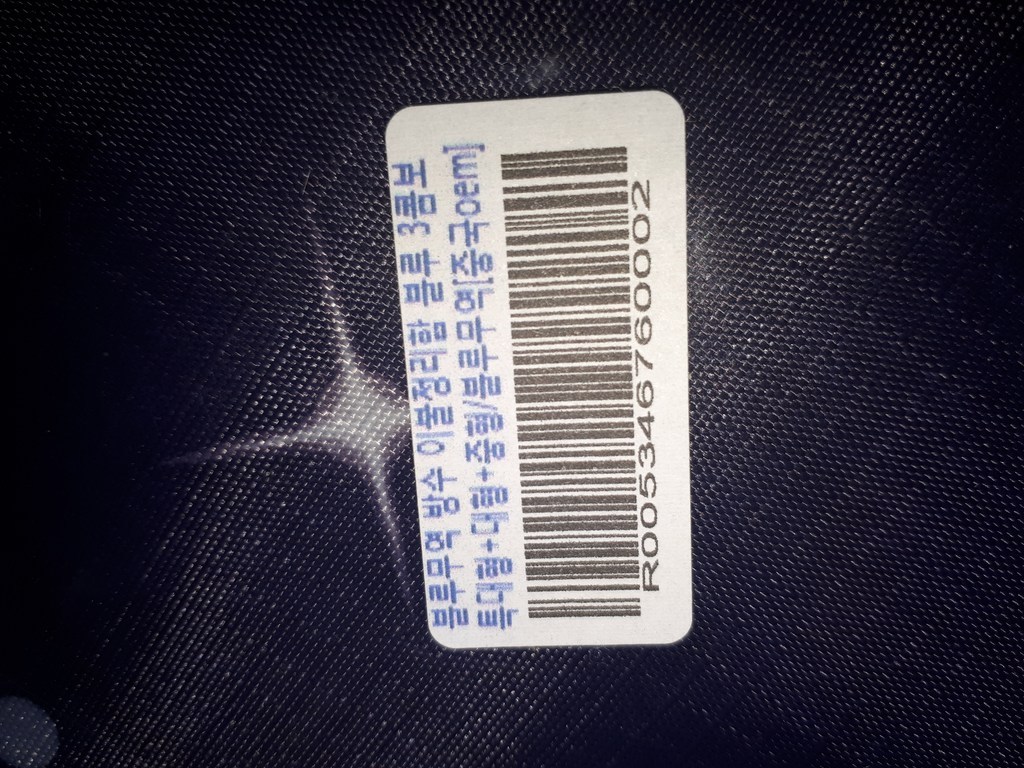 블루무역 방수 이불정리함 블루 3폼보
특대형+대형+중형/블루무역[중국oem]
R005346760002